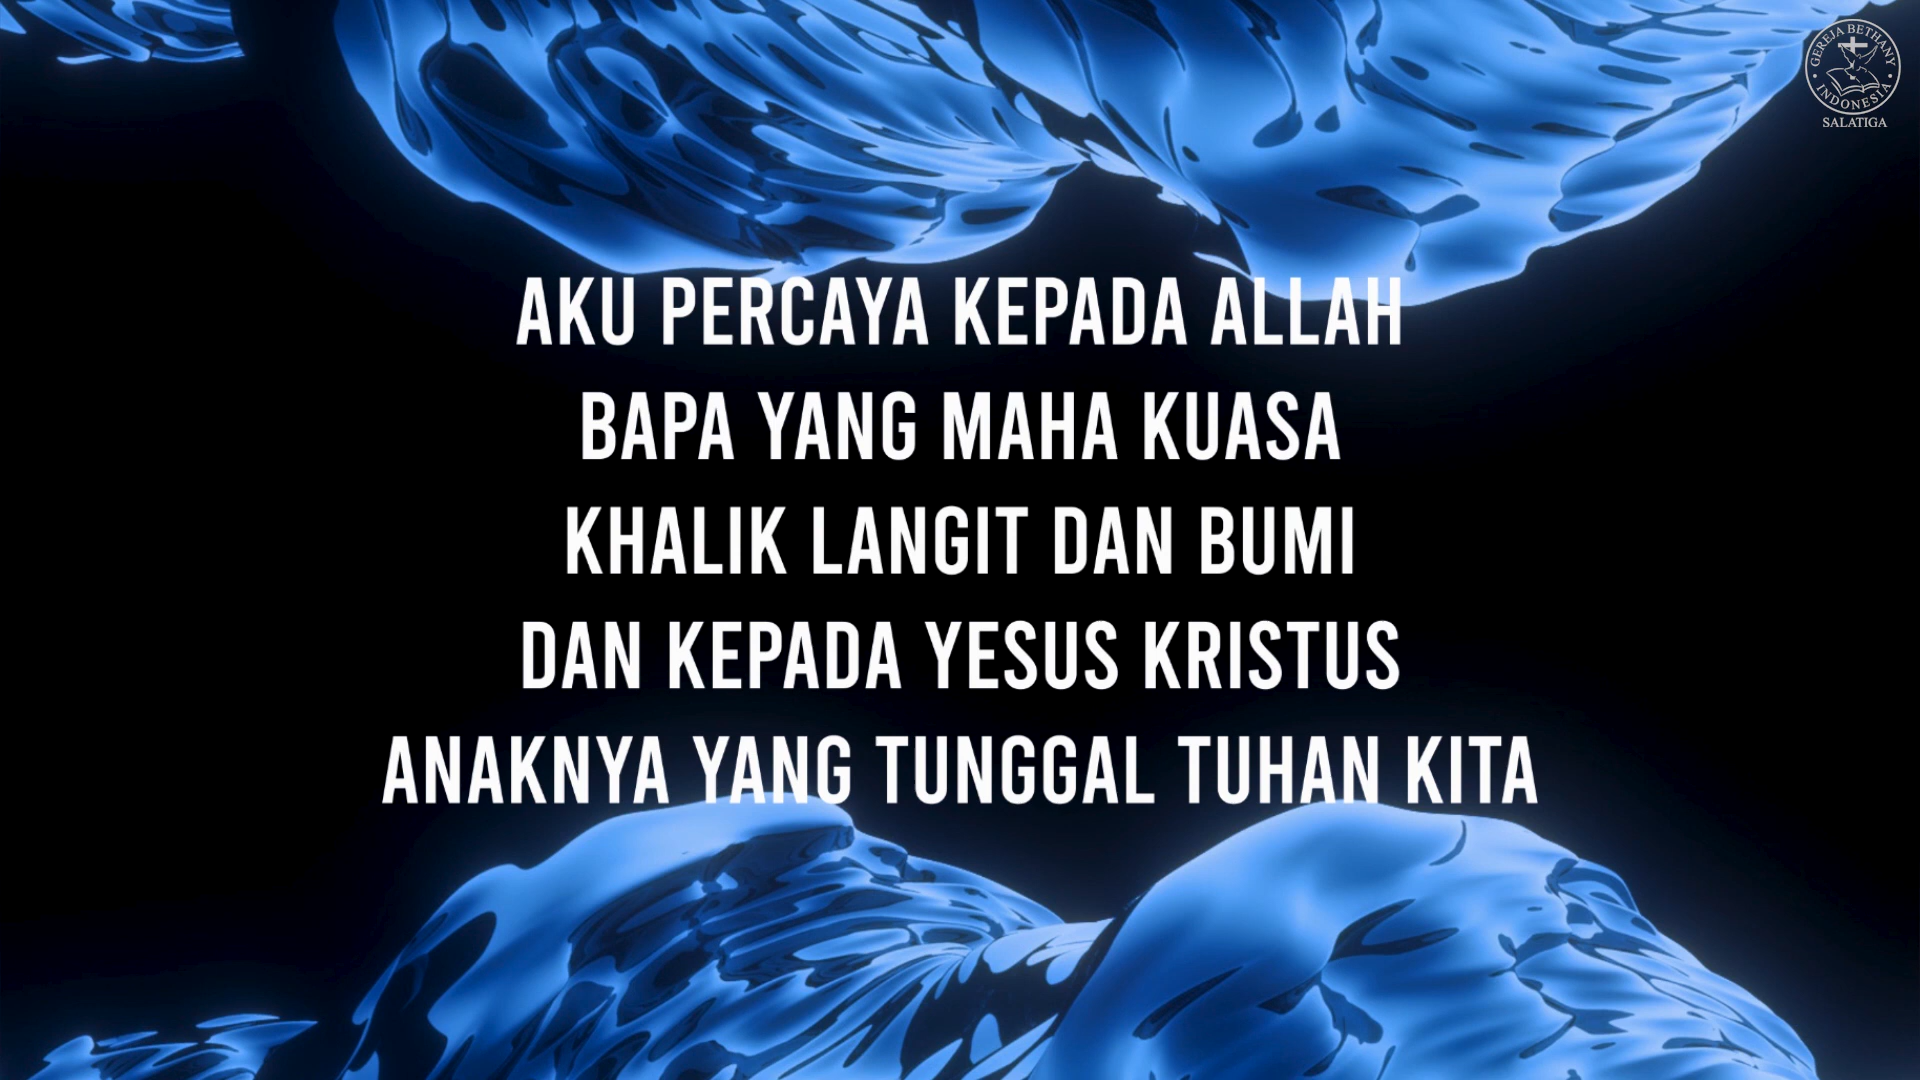 GEREJA BETHANY
INDONESIA
SALATIGA
AKU PERCAYA KEPADA ALLAH
BAPA YANG MAHA KUASA
KHALIK LANGIT DAN BUMI
DAN KEPADA YESUS KRISTUS
ANAKNYA YANG TUNGGAL TUHAN KITA